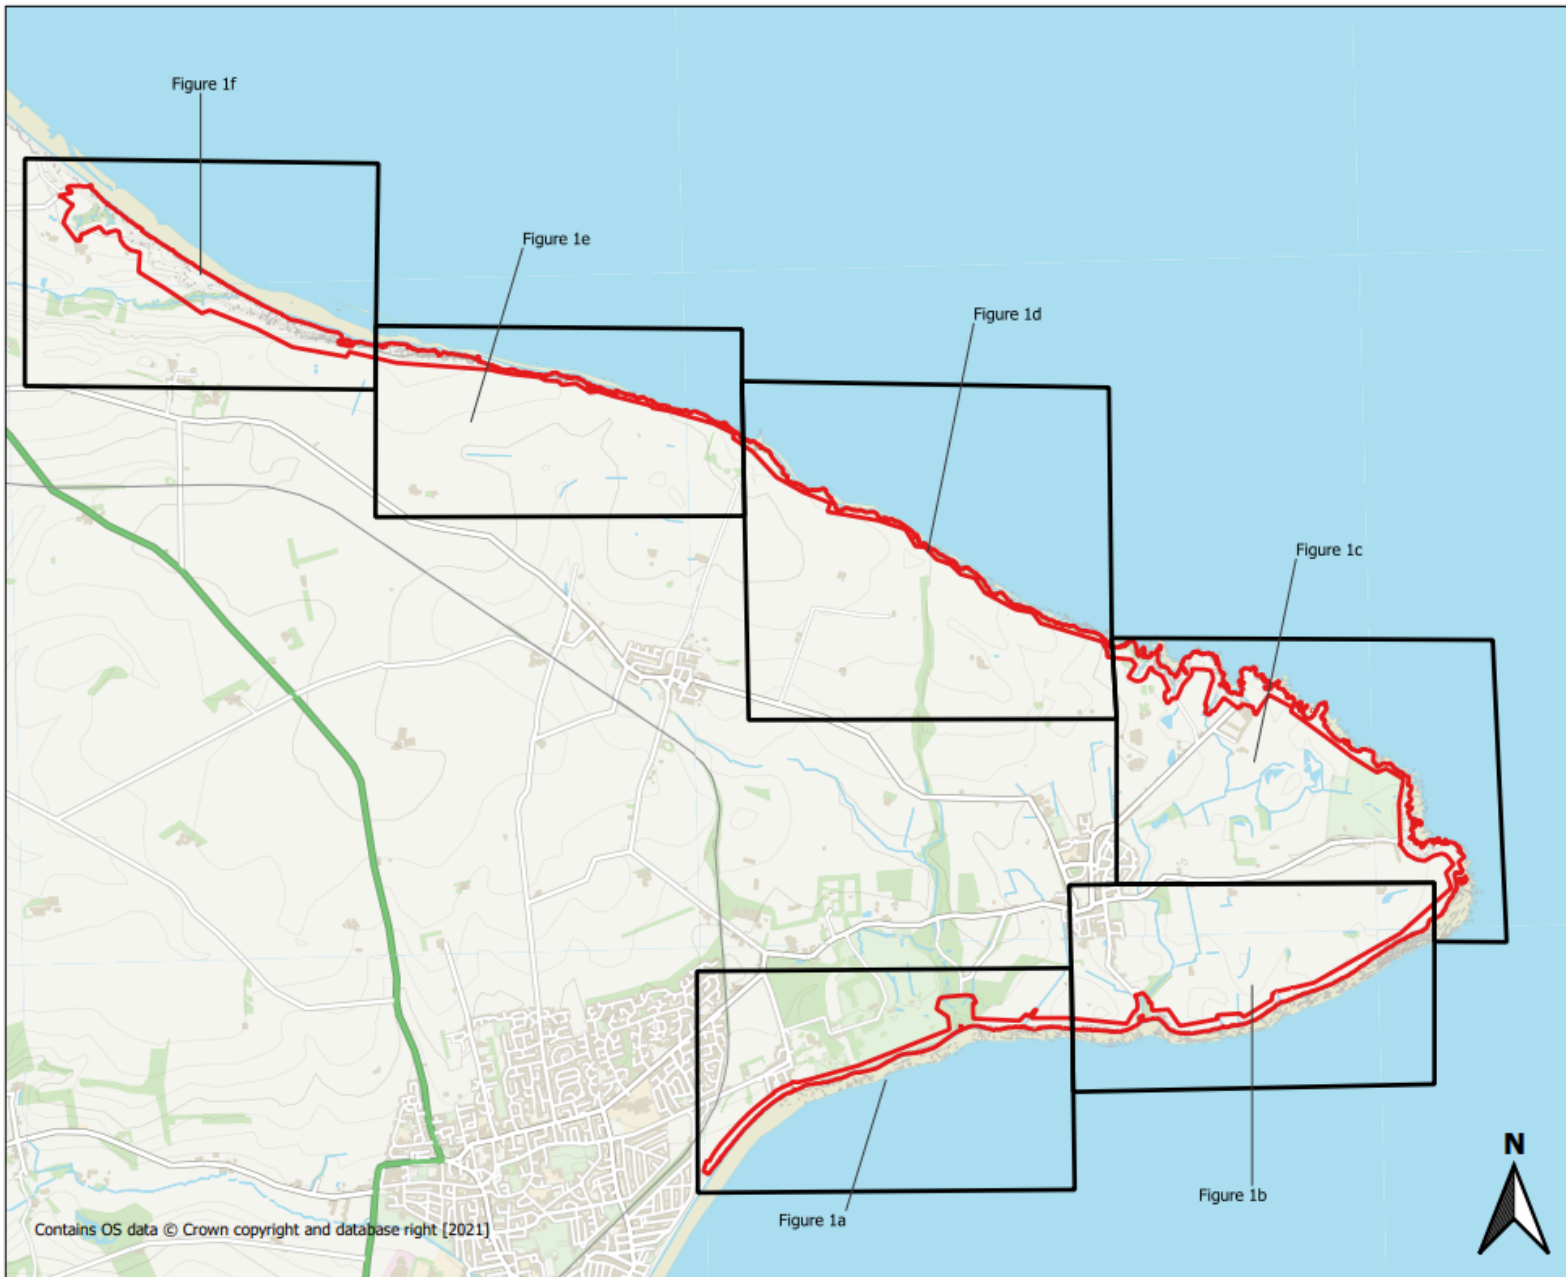 Figure 1f
Figure 1e
Figure 1d
Figure 1c
N
Figure 1b
Figure 1a
Contains OS data © Crown copyright and database right [2021]